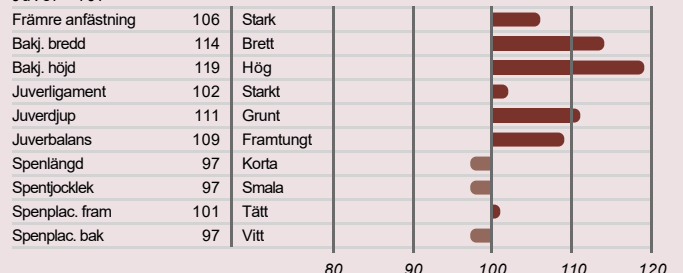 Främre anfästning 106 Stark
Bakj. bredd 114 Brett
Bakj. höjd 119 Hög
Juverligament 102 Starkt
Juverdjup 111 Grunt
Juverbalans 109 Framtungt
Spenlängd 97 Korta
Spentjocklek 97 Smala
Spenplac. fram 101 Tätt
Spenplac. bak 97 Vitt
80 90 100 110 120